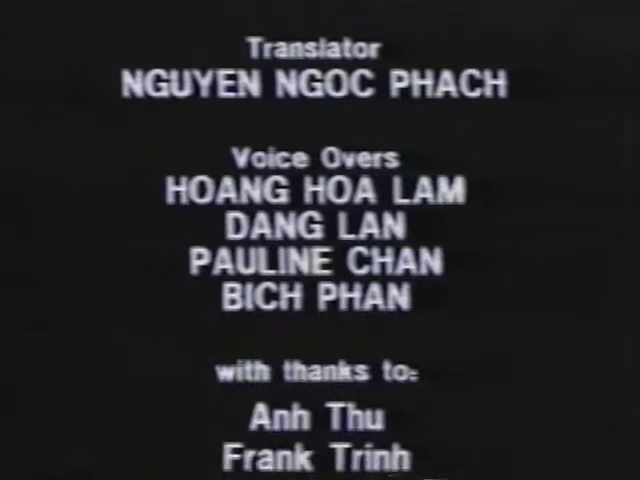 Translator
NGUYEN NGOC PHACH
Voice Overs
HOANG HOA LAM
DANG LAN
PAULINE CHAN
BICH PHAN
with thanks to:
Anh Thu
Frank Trinh